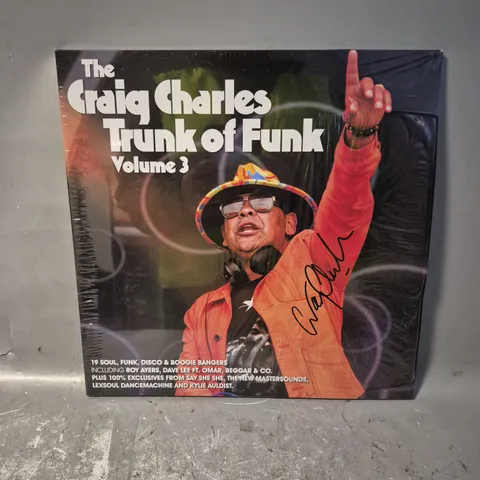 The
Craig Charles
Trunk of Funk
Volume 3
19 SOUL, FUNK, DISCO & BOOGIE BANGERS
INCLUDING ROY AYERS, DAVE LEE FT. OMAR, BEGGAR & CO.
PLUS 100% EXCLUSIVES FROM SAY SHE SHE, THE NEW MASTERSOUNDS,
LEXSOUL DANCEMACHINE AND KYLIE AULDIST.